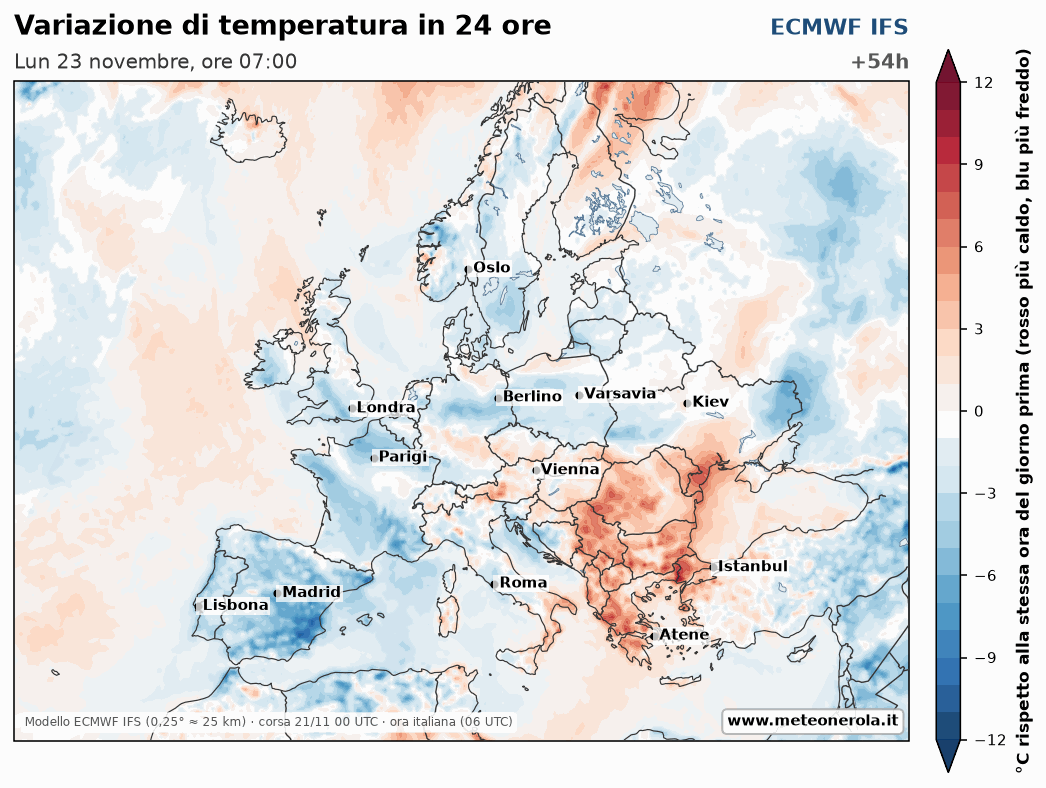 Variazione di temperatura in 24 ore
ECMWF IFS
Lun 23 novembre, ore 07:00
+54h
Oslo
Berlino
Varsavia
Kiev
Londra
Parigi
Vienna
Istanbul
Roma
Madrid
Lisbona
Atene
Modello ECMWF IFS (0,25° ≈ 25 km) · corsa 21/11 00 UTC · ora italiana (06 UTC)
www.meteonerola.it
12
9
6
3
0
−3
−6
−9
−12
°C rispetto alla stessa ora del giorno prima (rosso più caldo, blu più freddo)